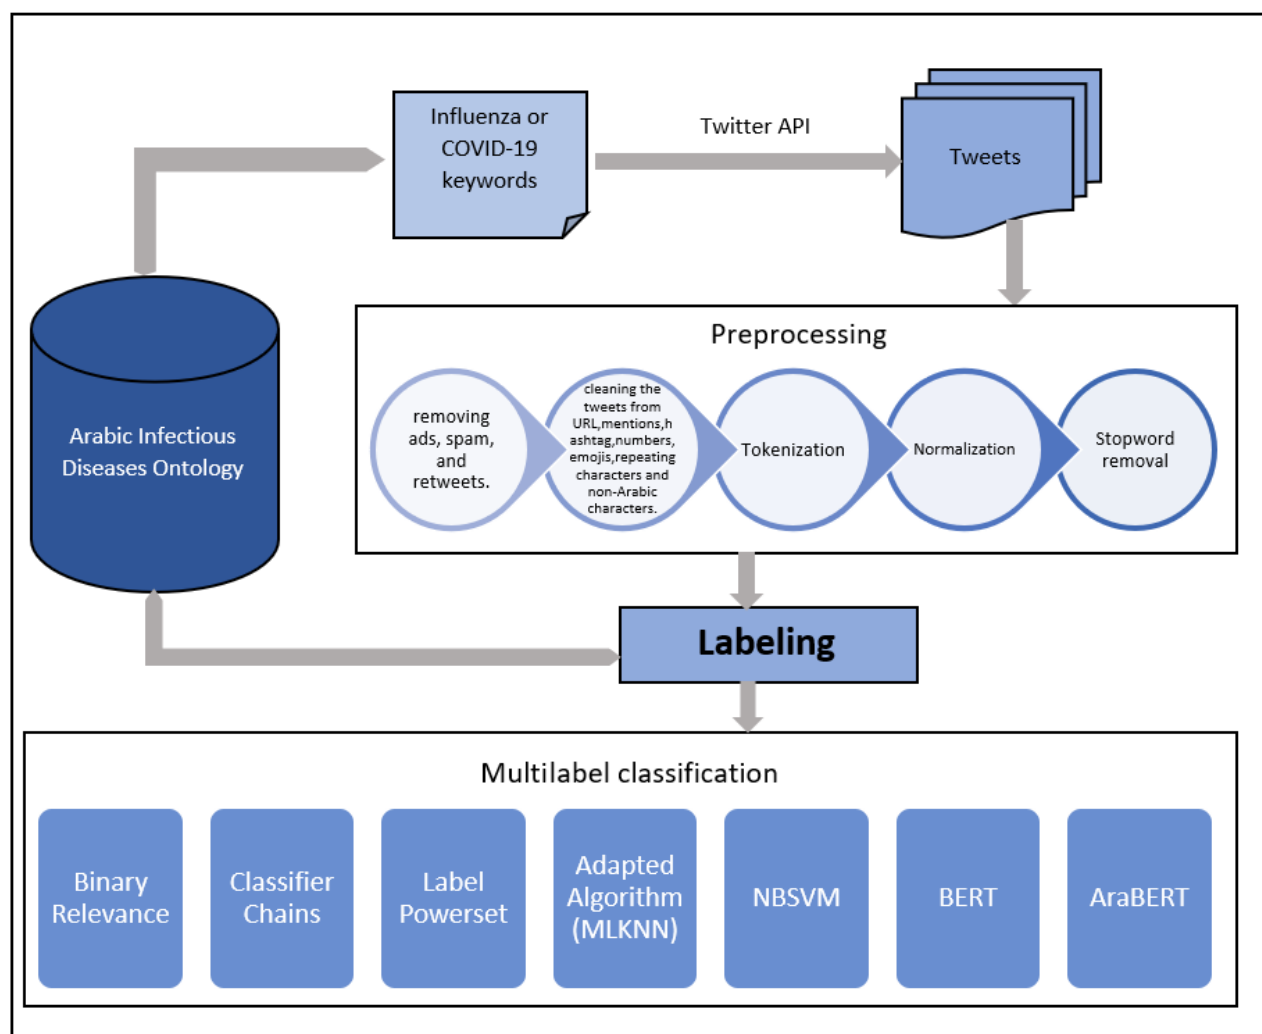 Influenza or
COVID-19
keywords
Twitter API
Tweets
Arabic Infectious
Diseases Ontology
Preprocessing
removing
ads, spam,
and
retweets.
cleaning the
tweets from
URL,mentions,h
ashtag,numbers,
emojis,repeating
characters and
non-Arabic
characters.
Tokenization
Normalization
Stopword
removal
Labeling
Multilabel classification
Binary
Relevance
Classifier
Chains
Label
Powerset
Adapted
Algorithm
(MLKNN)
NBSVM
BERT
AraBERT